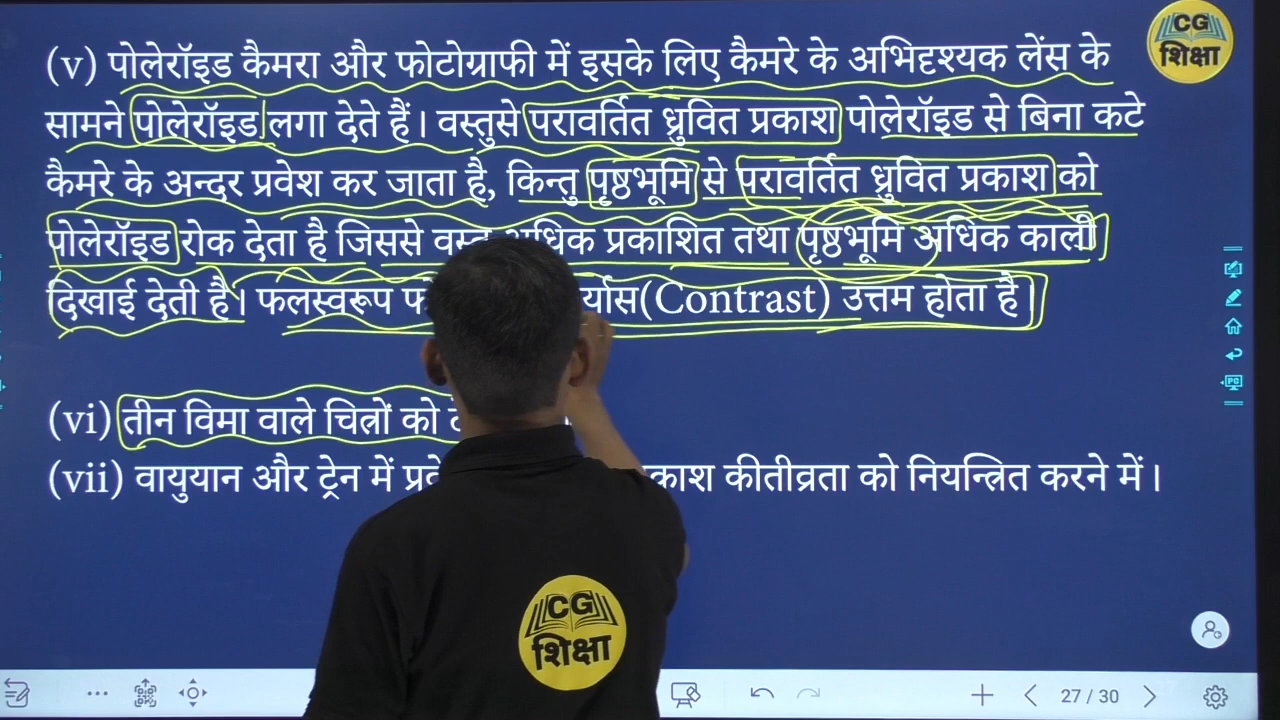 (v) पोलेरॉइड कैमरा और फोटोग्राफी में इसके लिए कैमरे के अभिदृश्यक लेंस के
सामने पोलेरॉइड लगा देते हैं। वस्तुसे परावर्तित ध्रुवित प्रकाश पोलेरॉइड से बिना कटे
कैमरे के अन्दर प्रवेश कर जाता है, किन्तु पृष्ठभूमि से परावर्तित ध्रुवित प्रकाश को
पोलेरॉइड रोक देता है जिससे अधिक प्रकाशित तथा पृष्ठभूमि अधिक काली
दिखाई देती है। फलस्वरूप (Contrast) उत्तम होता है।
(vi) तीन विमा वाले चित्रों को
(vii) वायुयान और ट्रेन में कीतीव्रता को नियन्त्रित करने में।
CG
शिक्षा
CG
शिक्षा
PC
27 / 30